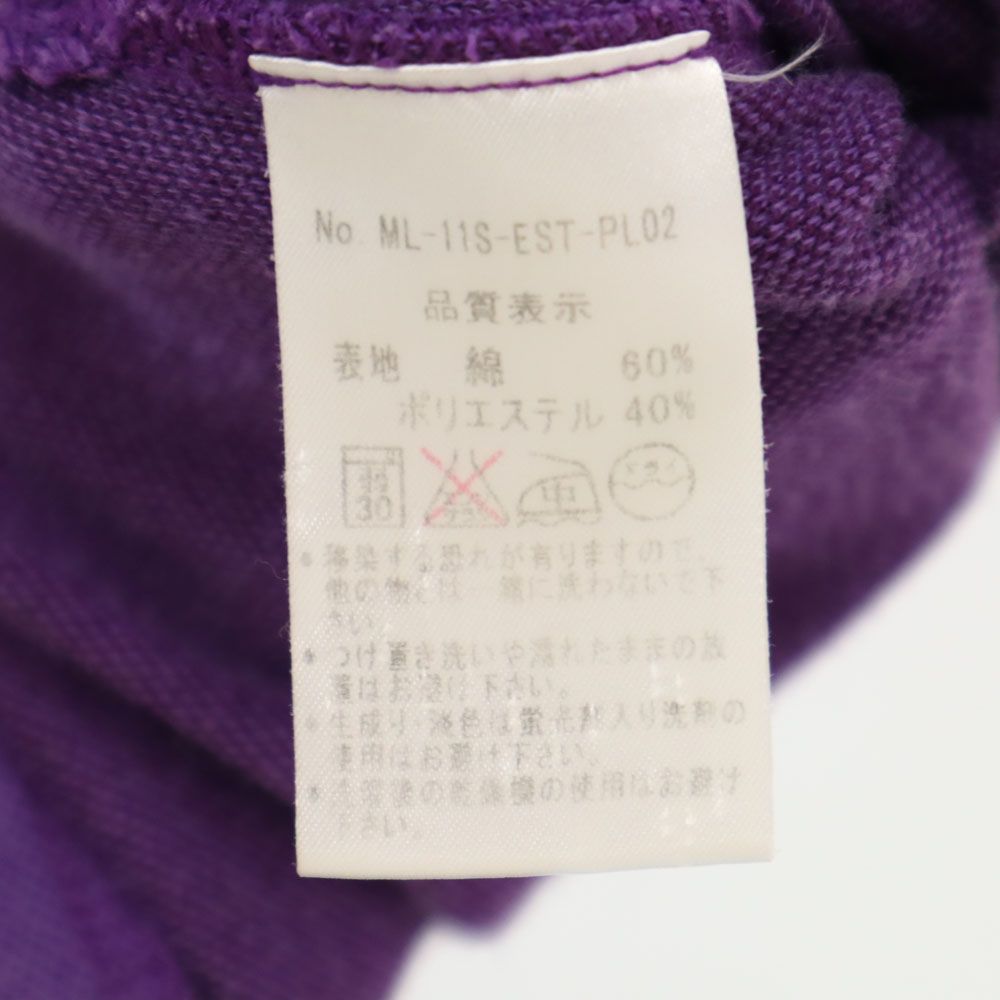 No. ML-11S-EST-PL02
品質表示
表地 綿 60%
ポリエステル 40%
弱 30 中 ドライ
*移染する恐れが有りますので、
他の物とは一緒に洗わないで下
さい。
*つけ置き洗いや濡れたままの放
置はお避け下さい。
*生成り・淡色は蛍光剤入り洗剤の
使用はお避け下さい。
*洗濯後の乾燥機の使用はお避け
下さい。